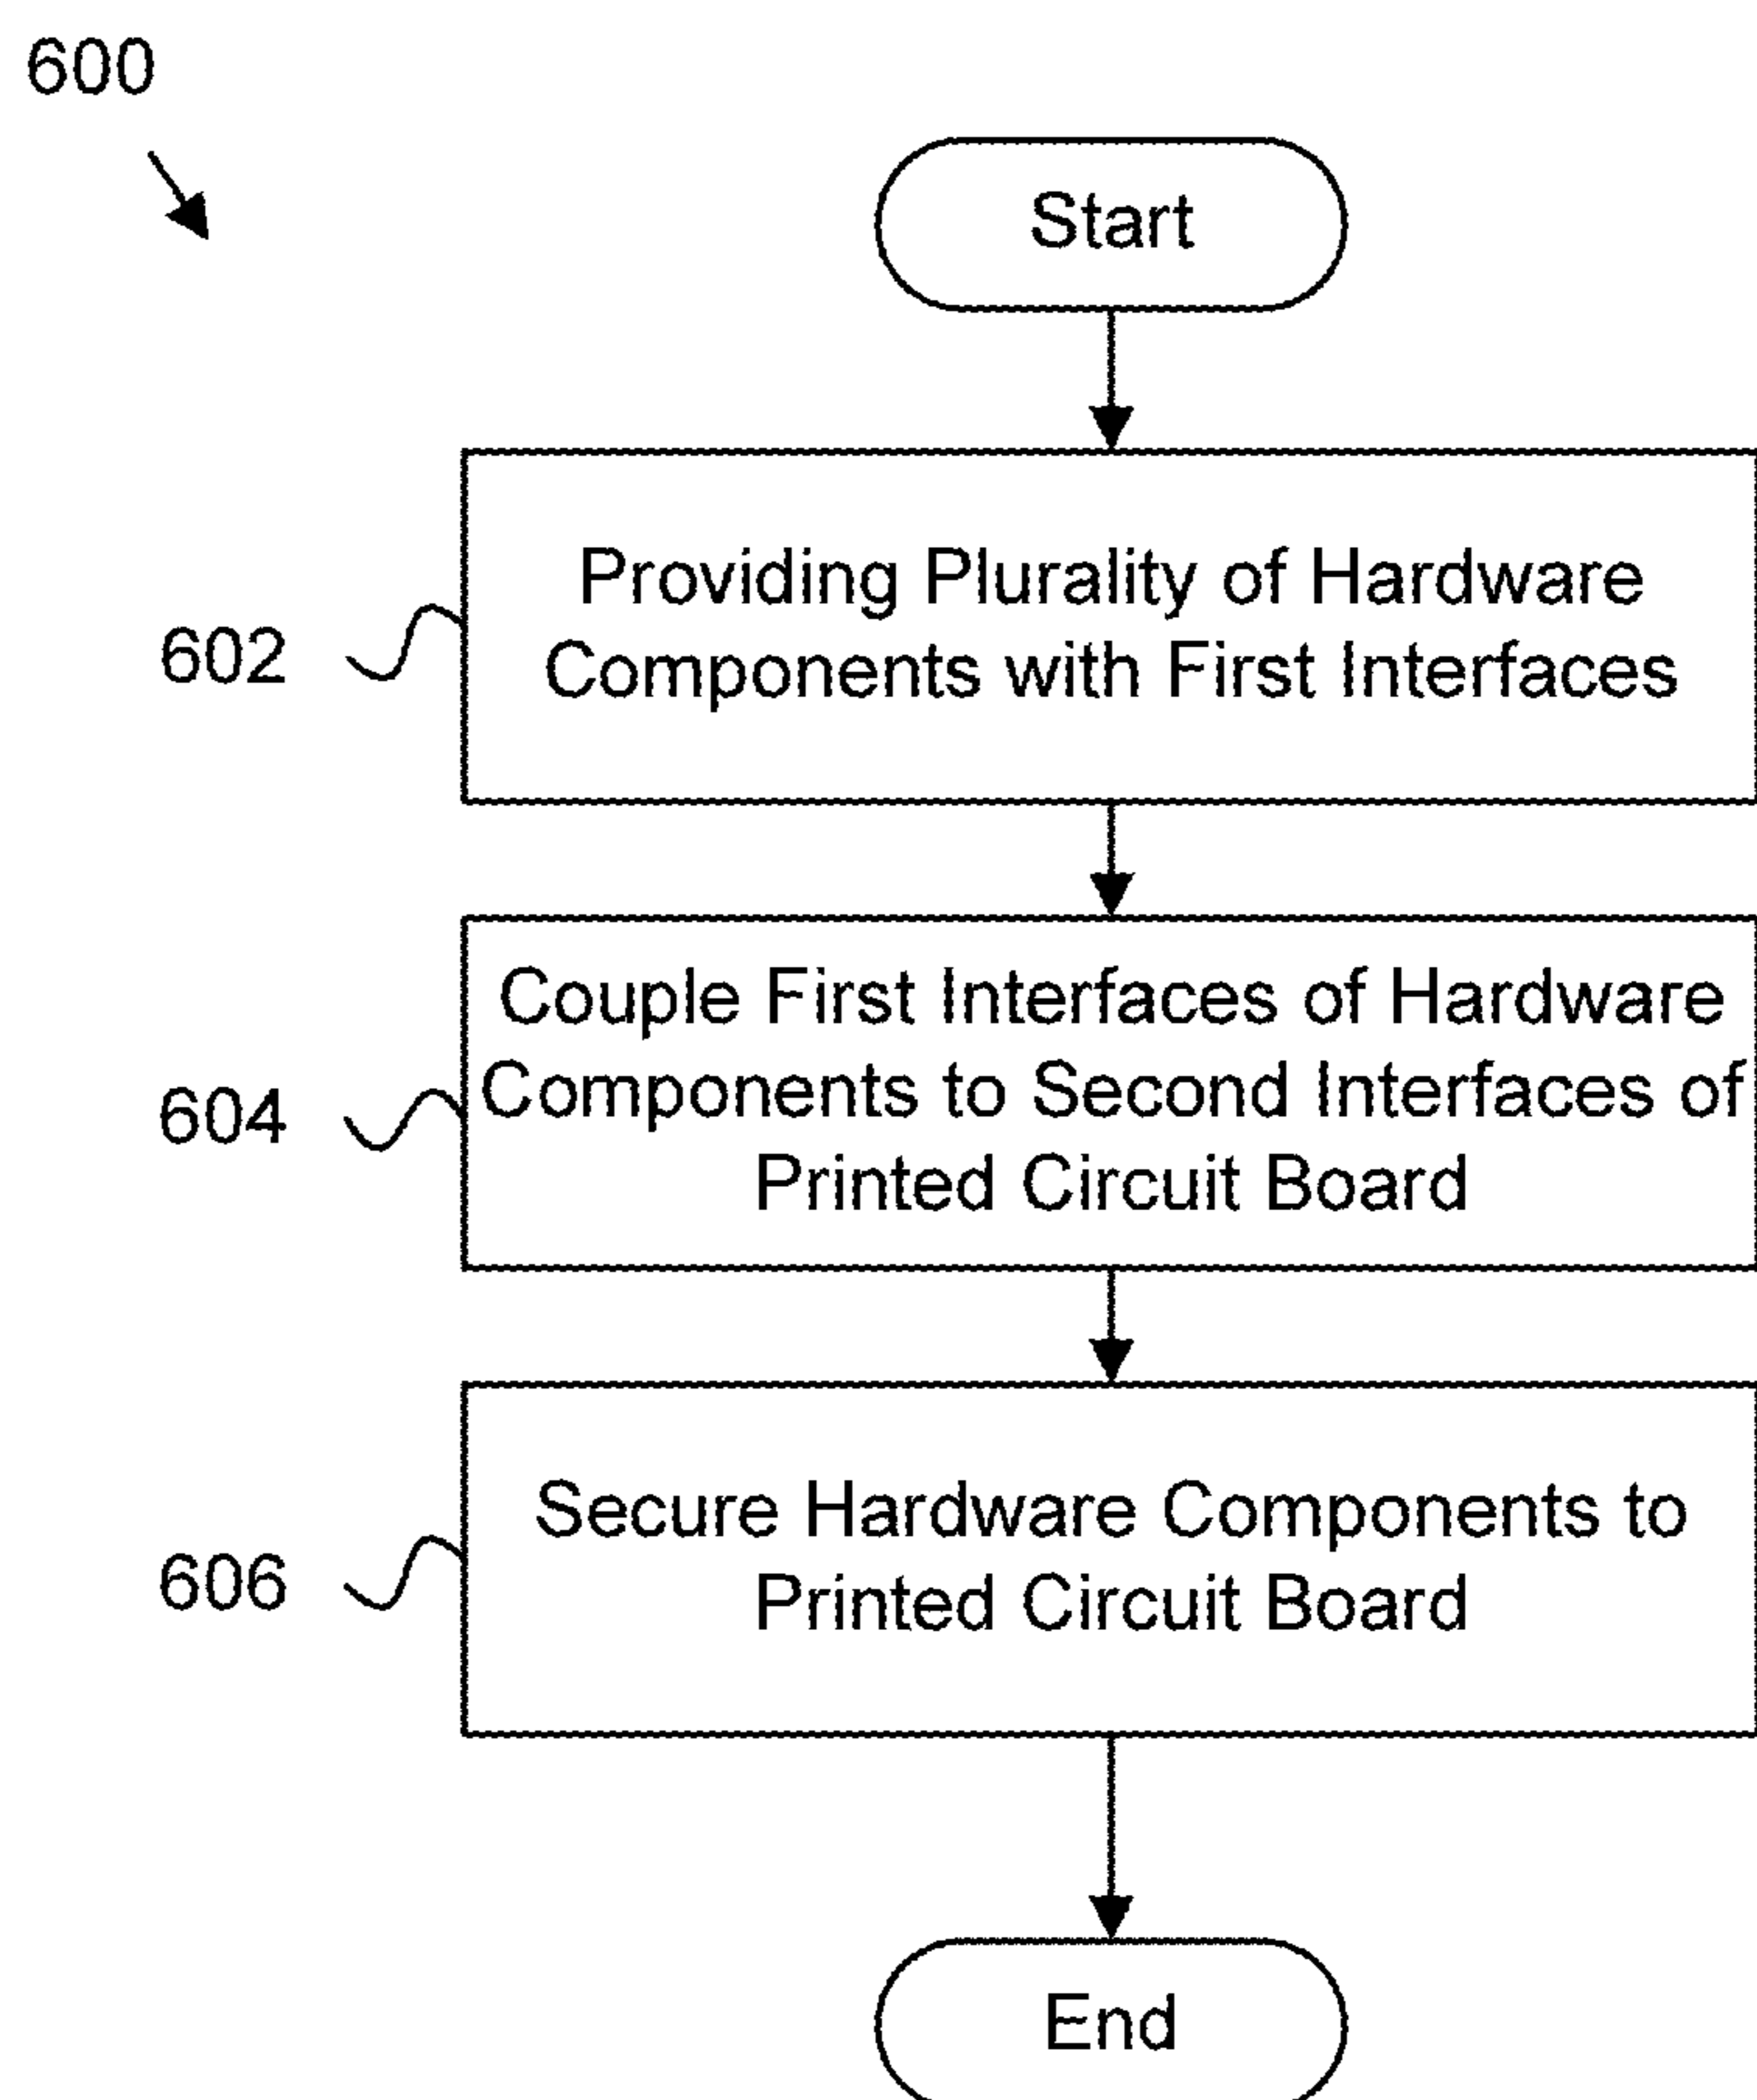 600
Start
602
Providing Plurality of Hardware
Components with First Interfaces
604
Couple First Interfaces of Hardware
Components to Second Interfaces of
Printed Circuit Board
606
Secure Hardware Components to
Printed Circuit Board
End